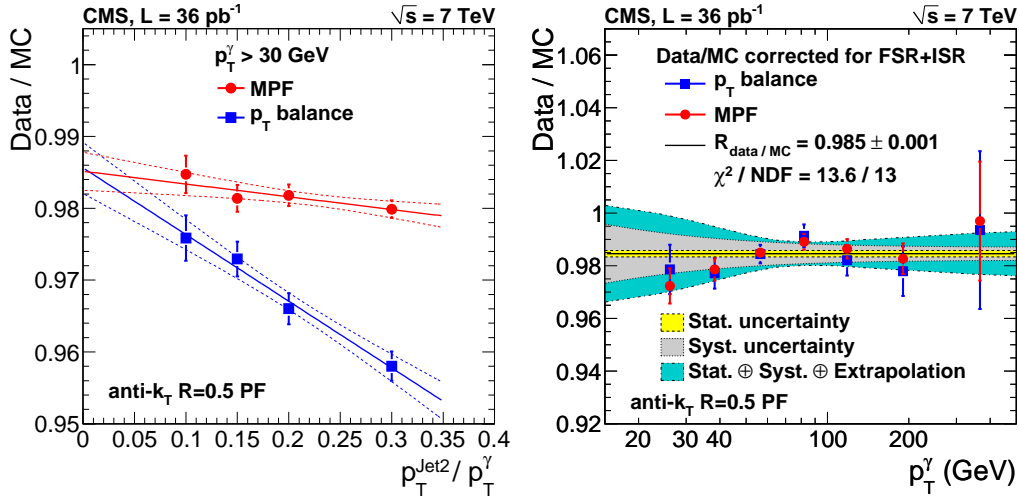 CMS, L = 36 pb⁻¹ √s = 7 TeV
Data / MC
1
0.99
0.98
0.97
0.96
0.95
p_T^γ > 30 GeV
MPF
p_T balance
anti-k_T R=0.5 PF
0 0.05 0.1 0.15 0.2 0.25 0.3 0.35 0.4
p_T^Jet2 / p_T^γ
CMS, L = 36 pb⁻¹ √s = 7 TeV
Data / MC
1.08
1.06
1.04
1.02
1
0.98
0.96
0.94
0.92
Data/MC corrected for FSR+ISR
p_T balance
MPF
R_data / MC = 0.985 ± 0.001
χ² / NDF = 13.6 / 13
Stat. uncertainty
Syst. uncertainty
Stat. ⊕ Syst. ⊕ Extrapolation
anti-k_T R=0.5 PF
20 30 40 100 200
p_T^γ (GeV)